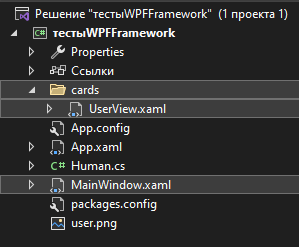 Решение "тестыWPFFramework" (1 проекта)
тестыWPFFramework
Properties
Ссылки
cards
UserView.xaml
App.config
App.xaml
Human.cs
MainWindow.xaml
packages.config
user.png